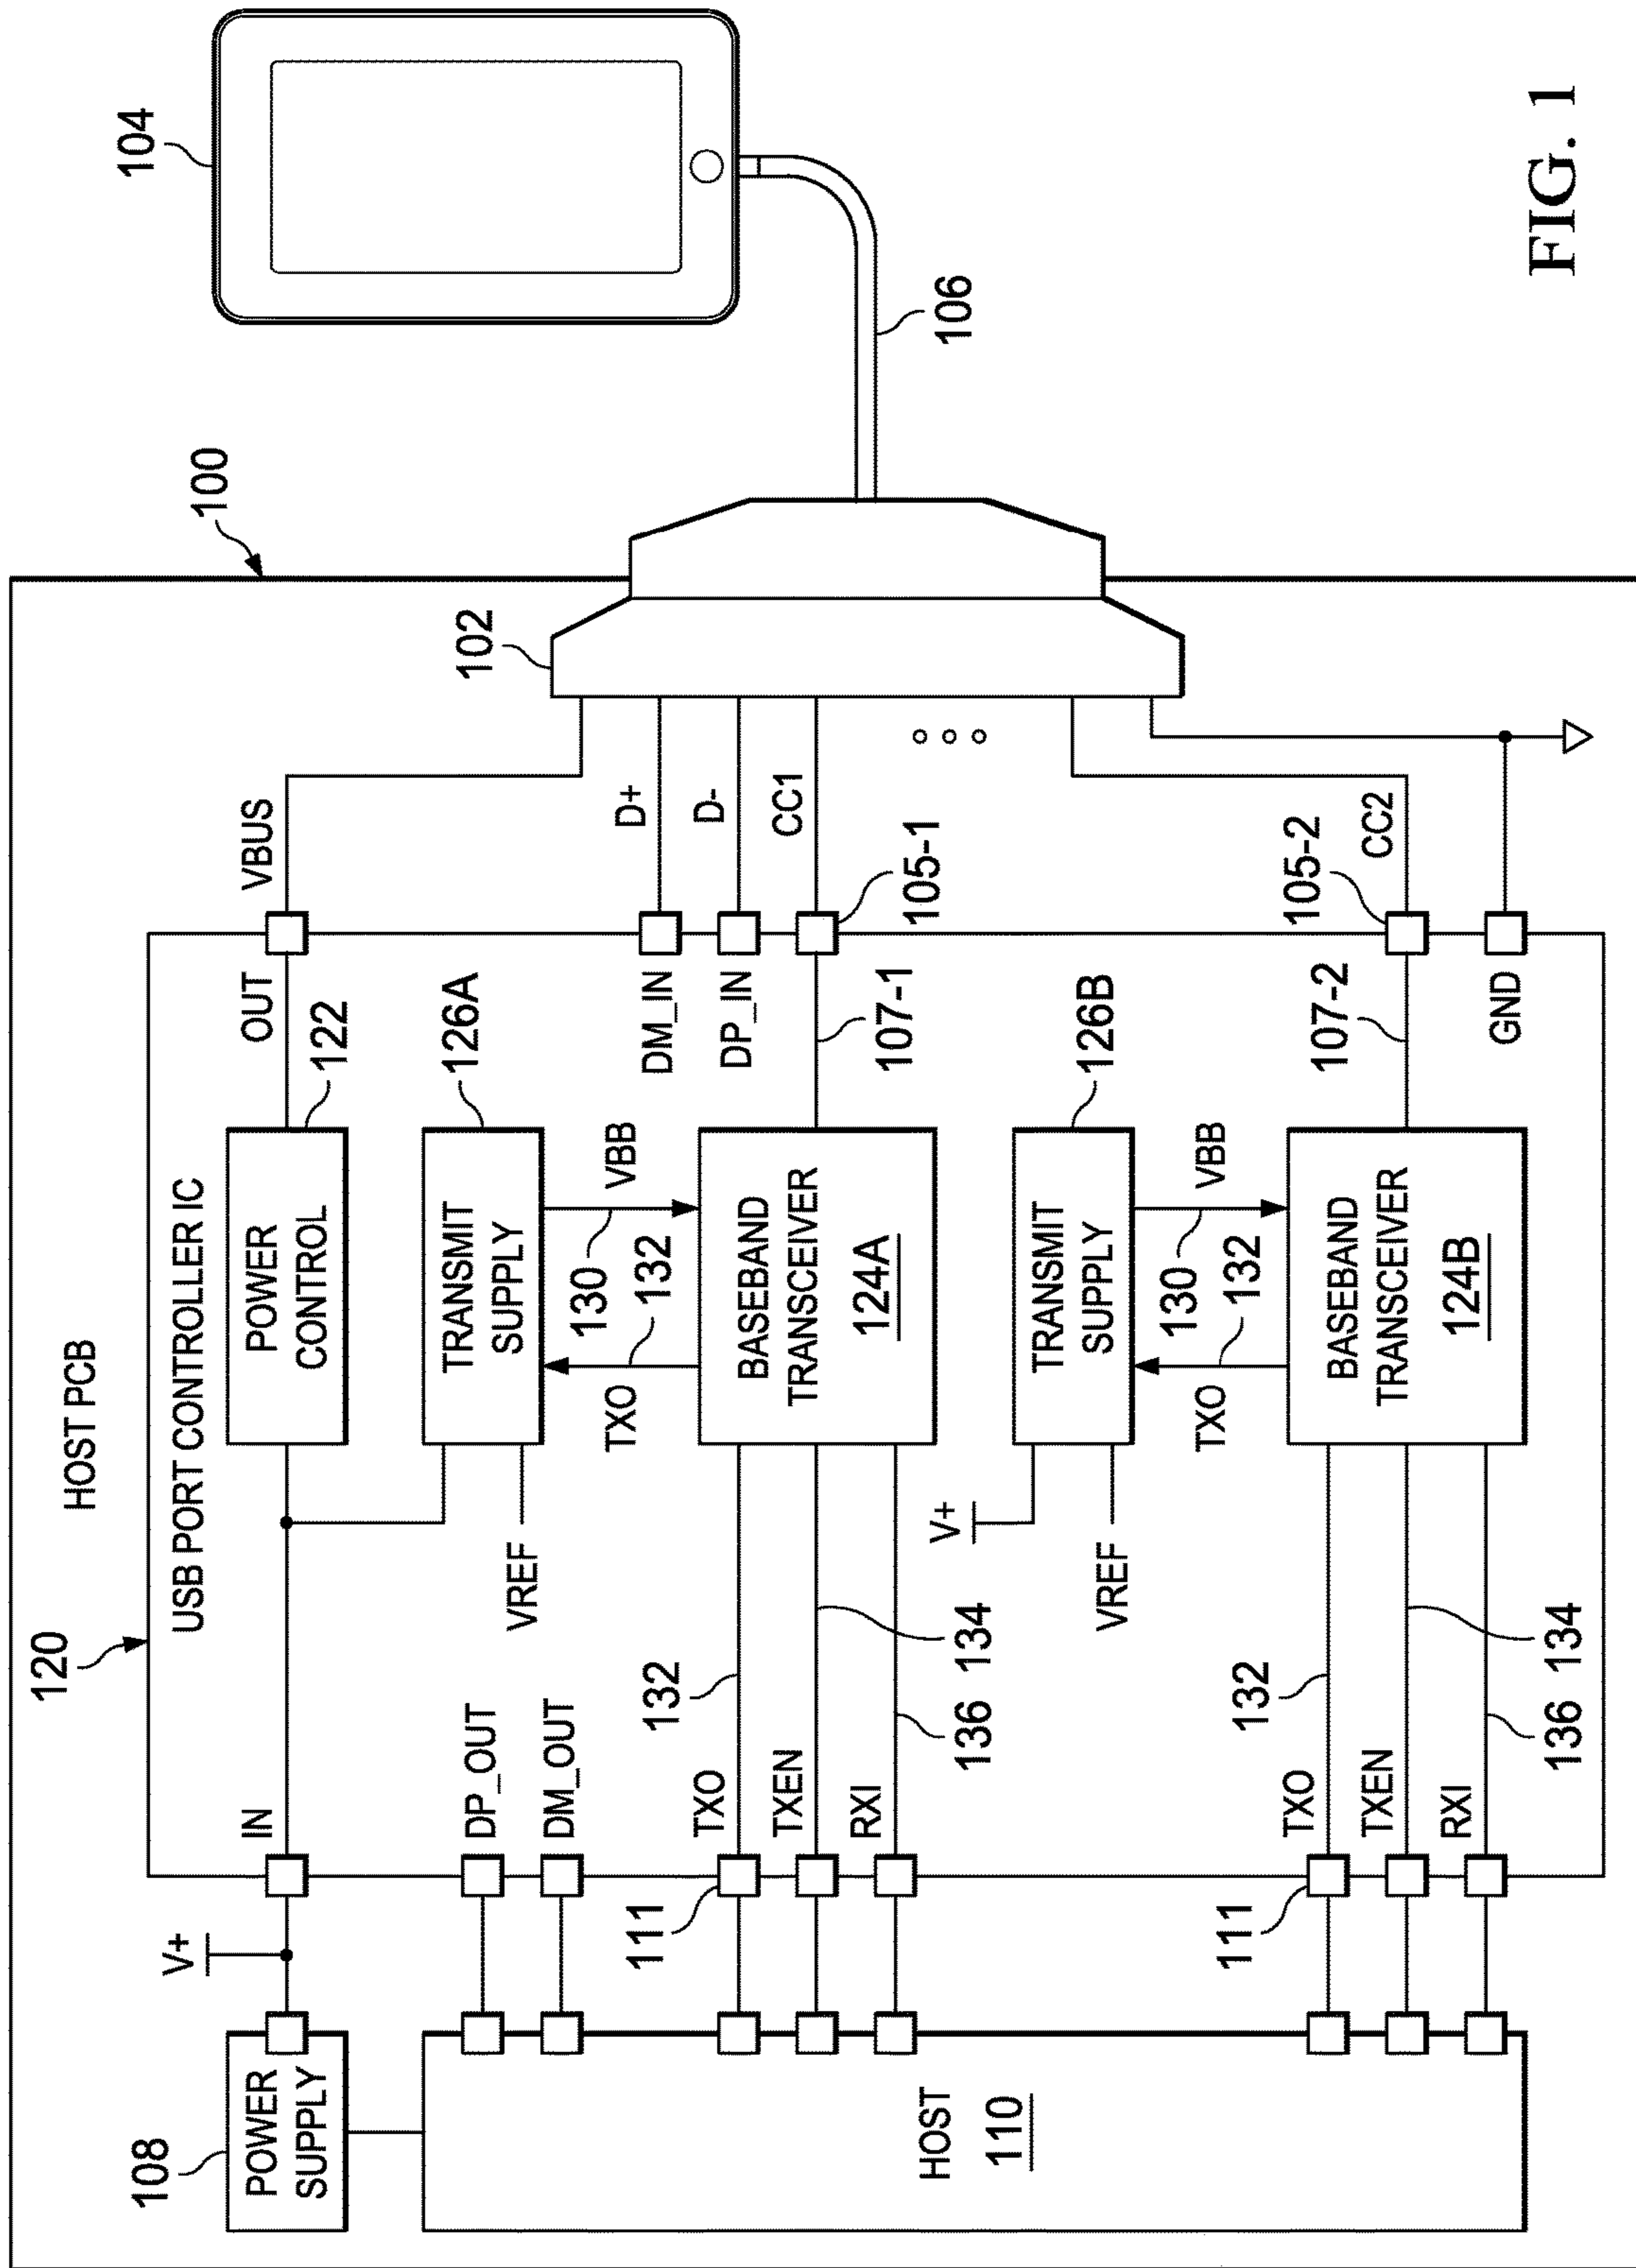 HOST PCB
100
104
120
USB PORT CONTROLLER IC
108
POWER
SUPPLY
V+
IN
POWER
CONTROL
122
OUT
VBUS
102
106
DP_OUT
DM_OUT
VREF
TRANSMIT
SUPPLY
126A
DM_IN
D+
DP_IN
D-
TXO
132
130
VBB
111
TXO
132
TXEN
134
RXI
136
BASEBAND
TRANSCEIVER
124A
107-1
105-1
CC1
HOST
110
V+
VREF
TRANSMIT
SUPPLY
126B
TXO
132
130
VBB
111
TXO
132
TXEN
134
RXI
136
BASEBAND
TRANSCEIVER
124B
107-2
105-2
CC2
GND
FIG. 1